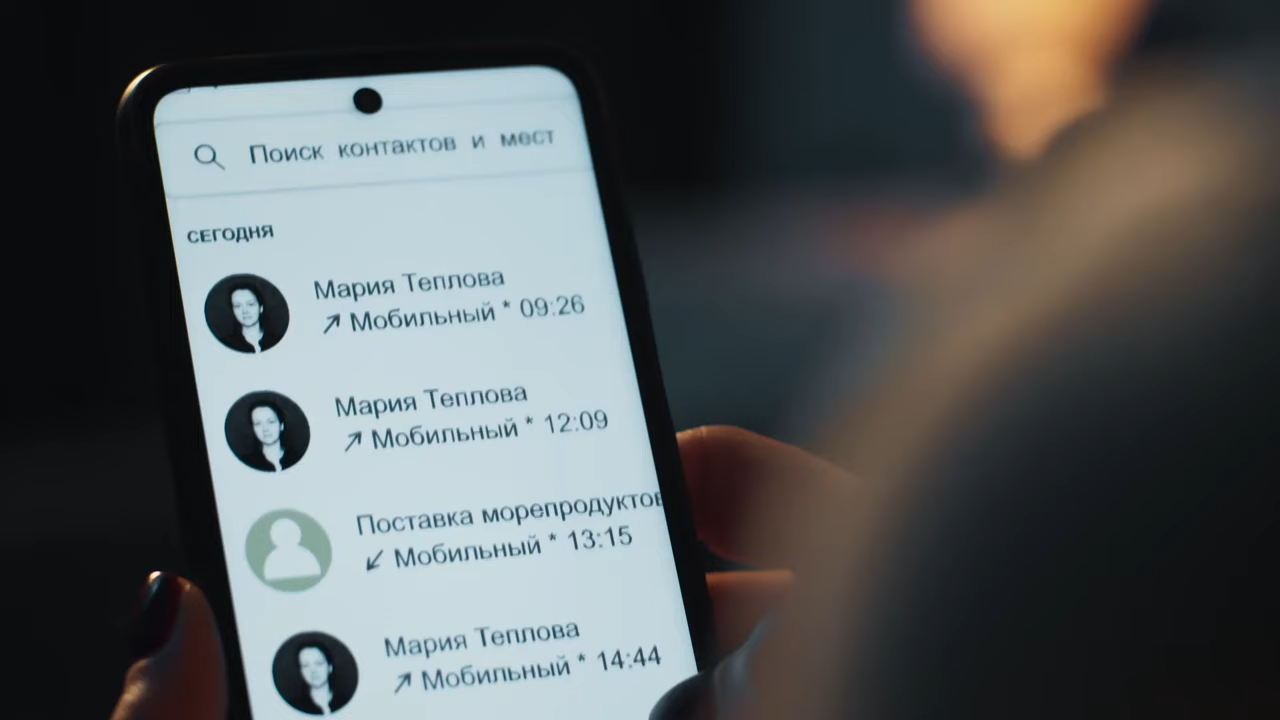 Поиск контактов и мест
СЕГОДНЯ
Мария Теплова
↗ Мобильный * 09:26
Мария Теплова
↗ Мобильный * 12:09
Поставка морепродуктов
↙ Мобильный * 13:15
Мария Теплова
↗ Мобильный * 14:44